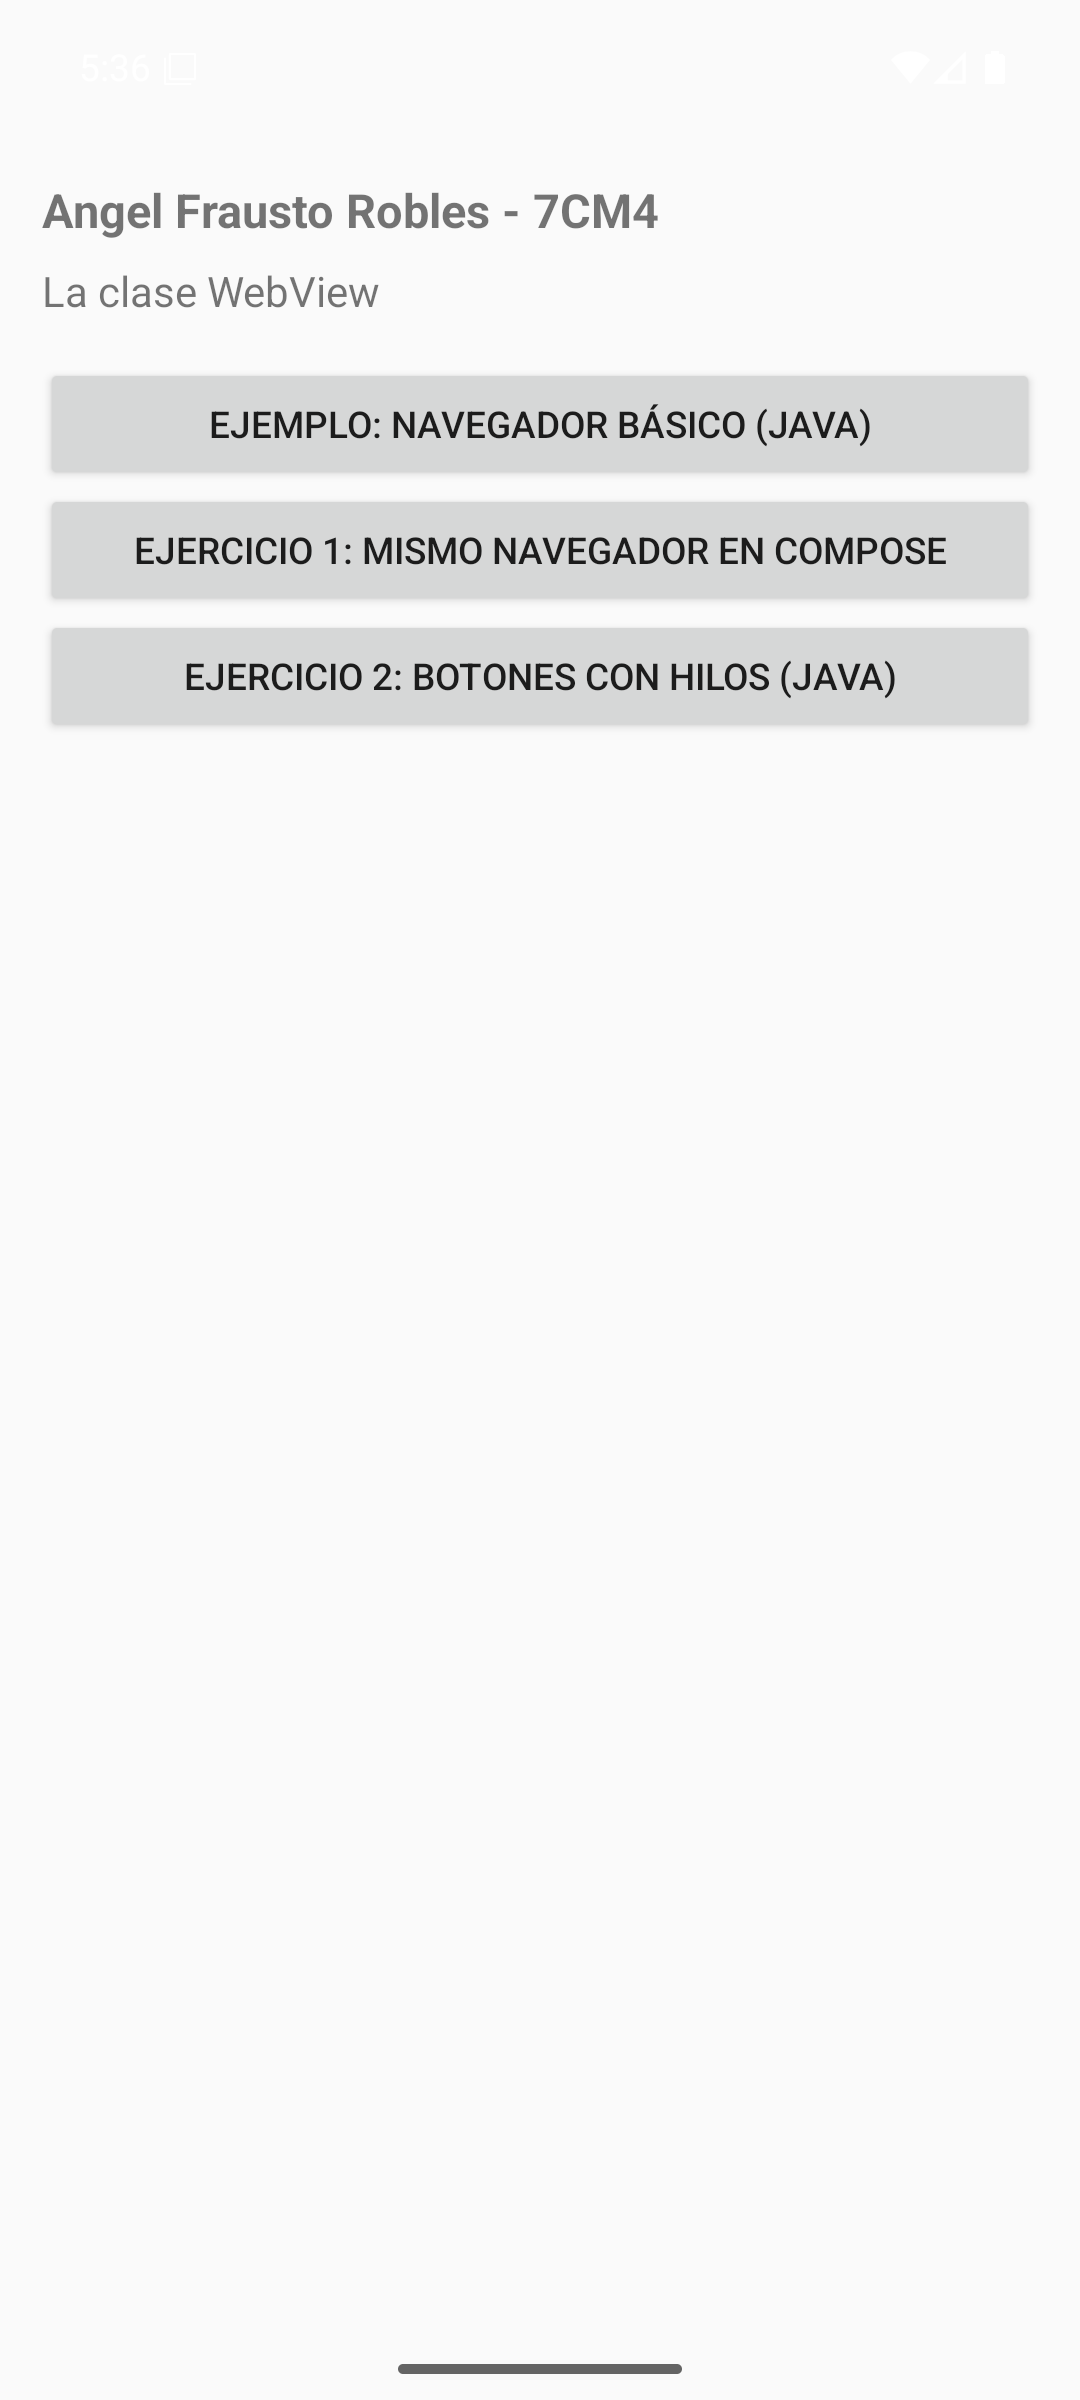 5:36
Angel Frausto Robles - 7CM4
La clase WebView
EJEMPLO: NAVEGADOR BÁSICO (JAVA)
EJERCICIO 1: MISMO NAVEGADOR EN COMPOSE
EJERCICIO 2: BOTONES CON HILOS (JAVA)